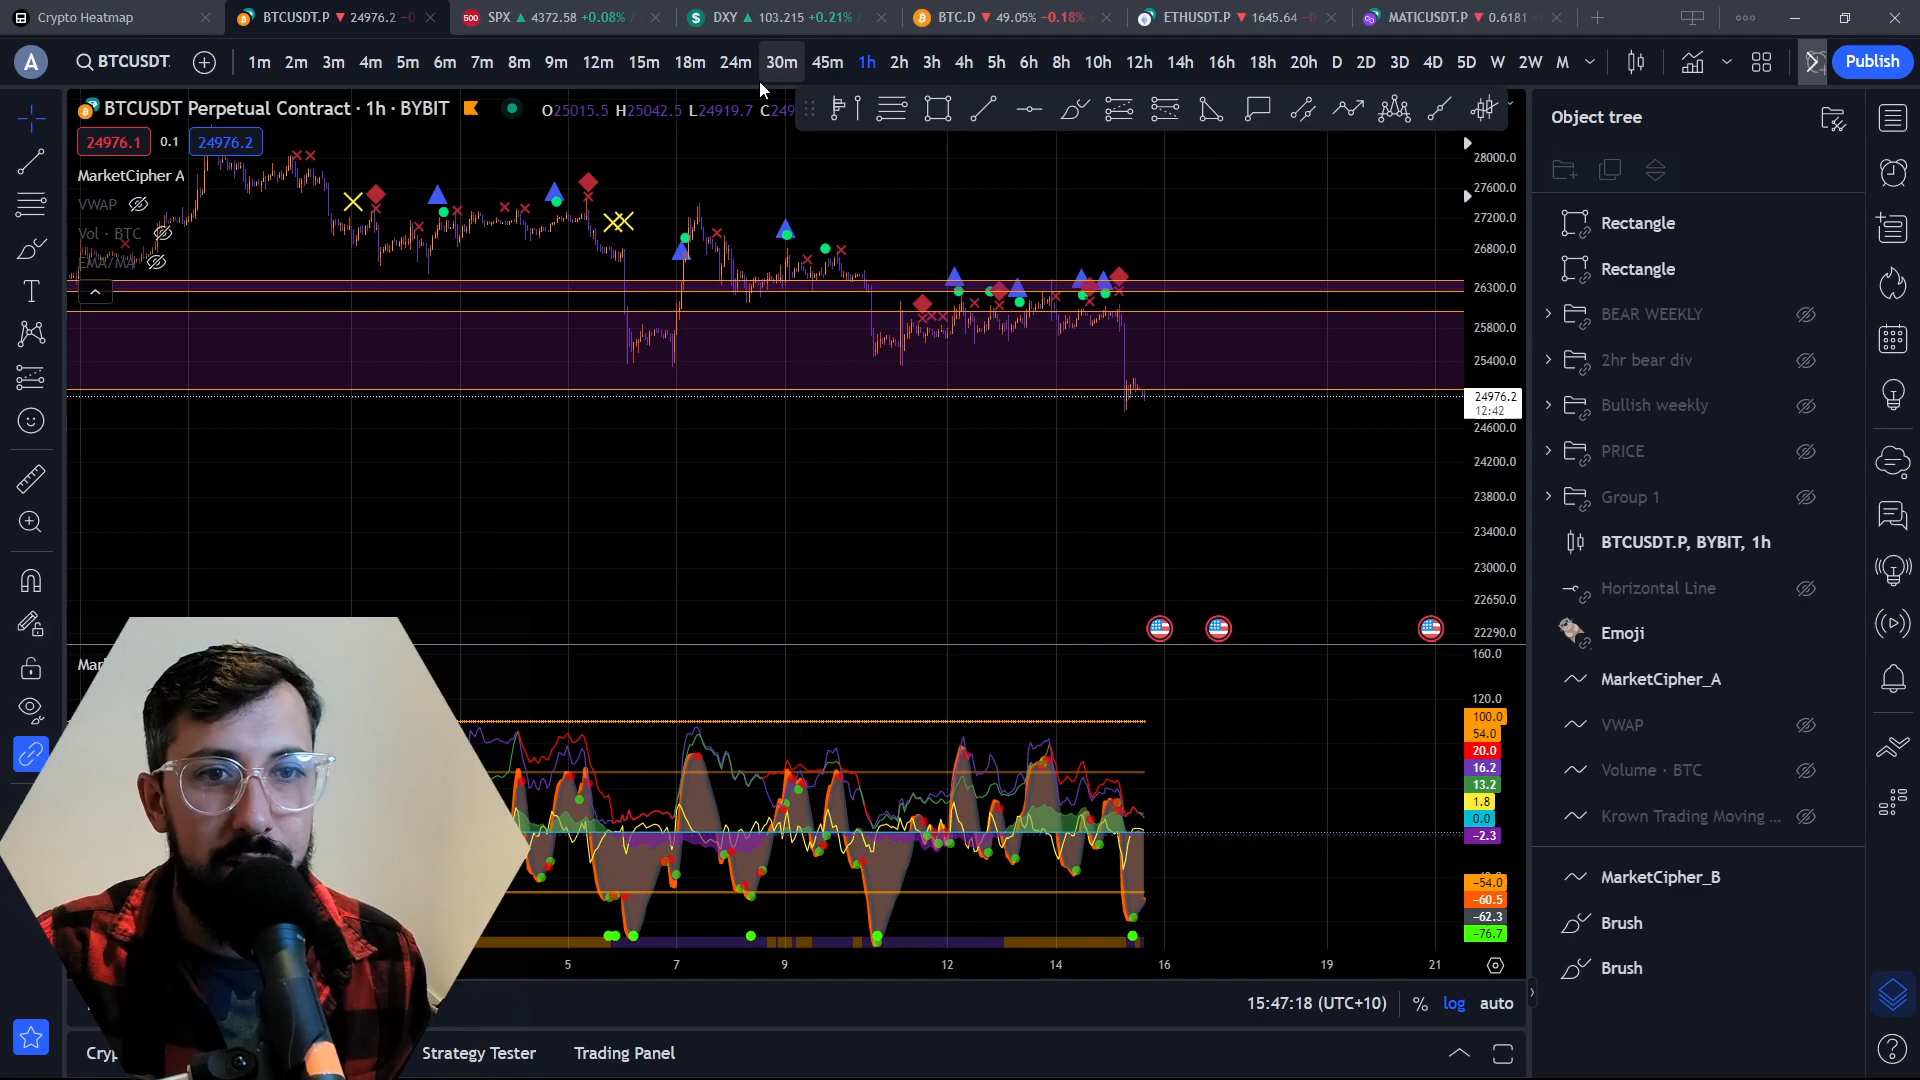 Crypto Heatmap
BTCUSDT.P ▼ 24976.2
SPX ▲ 4372.58 +0.08%
DXY ▲ 103.215 +0.21%
BTC.D ▼ 49.05% −0.18%
ETHUSDT.P ▼ 1645.64
MATICUSDT.P ▼ 0.6181
A
BTCUSDT
1m 2m 3m 4m 5m 6m 7m 8m 9m 12m 15m 18m 24m 30m 45m 1h 2h 3h 4h 5h 6h 8h 10h 12h 14h 16h 18h 20h D 2D 3D 4D 5D W 2W M
Publish
BTCUSDT Perpetual Contract · 1h · BYBIT
O25015.5 H25042.5 L24919.7 C249
24976.1 0.1 24976.2
MarketCipher A
VWAP
Vol · BTC
EMA/MA
28000.0
27600.0
27200.0
26800.0
26300.0
25800.0
25400.0
24976.2
12:42
24600.0
24200.0
23800.0
23400.0
23000.0
22650.0
22290.0
160.0
120.0
100.0
54.0
20.0
16.2
13.2
1.8
0.0
−2.3
−54.0
−60.5
−62.3
−76.7
Mar
5 7 9 12 14 16 19 21
15:47:18 (UTC+10) % log auto
Cryp
Strategy Tester
Trading Panel
Object tree
Rectangle
Rectangle
BEAR WEEKLY
2hr bear div
Bullish weekly
PRICE
Group 1
BTCUSDT.P, BYBIT, 1h
Horizontal Line
Emoji
MarketCipher_A
VWAP
Volume · BTC
Krown Trading Moving ...
MarketCipher_B
Brush
Brush